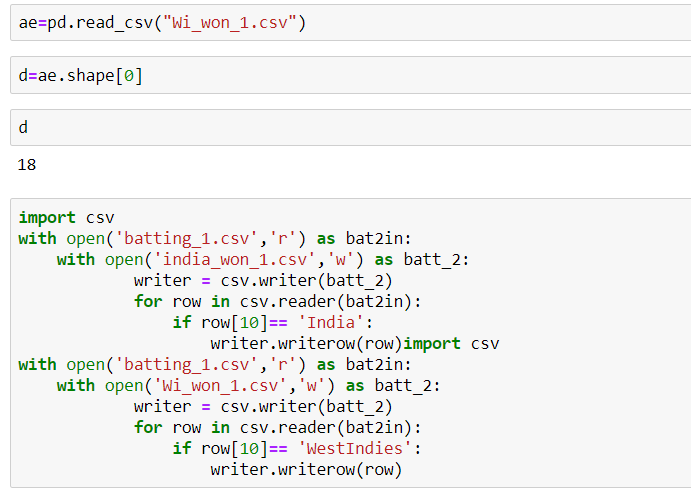 ae=pd.read_csv("Wi_won_1.csv")
d=ae.shape[0]
d
18
import csv
with open('batting_1.csv','r') as bat2in:
    with open('india_won_1.csv','w') as batt_2:
            writer = csv.writer(batt_2)
            for row in csv.reader(bat2in):
                if row[10]== 'India':
                    writer.writerow(row)import csv
with open('batting_1.csv','r') as bat2in:
    with open('Wi_won_1.csv','w') as batt_2:
            writer = csv.writer(batt_2)
            for row in csv.reader(bat2in):
                if row[10]== 'WestIndies':
                    writer.writerow(row)